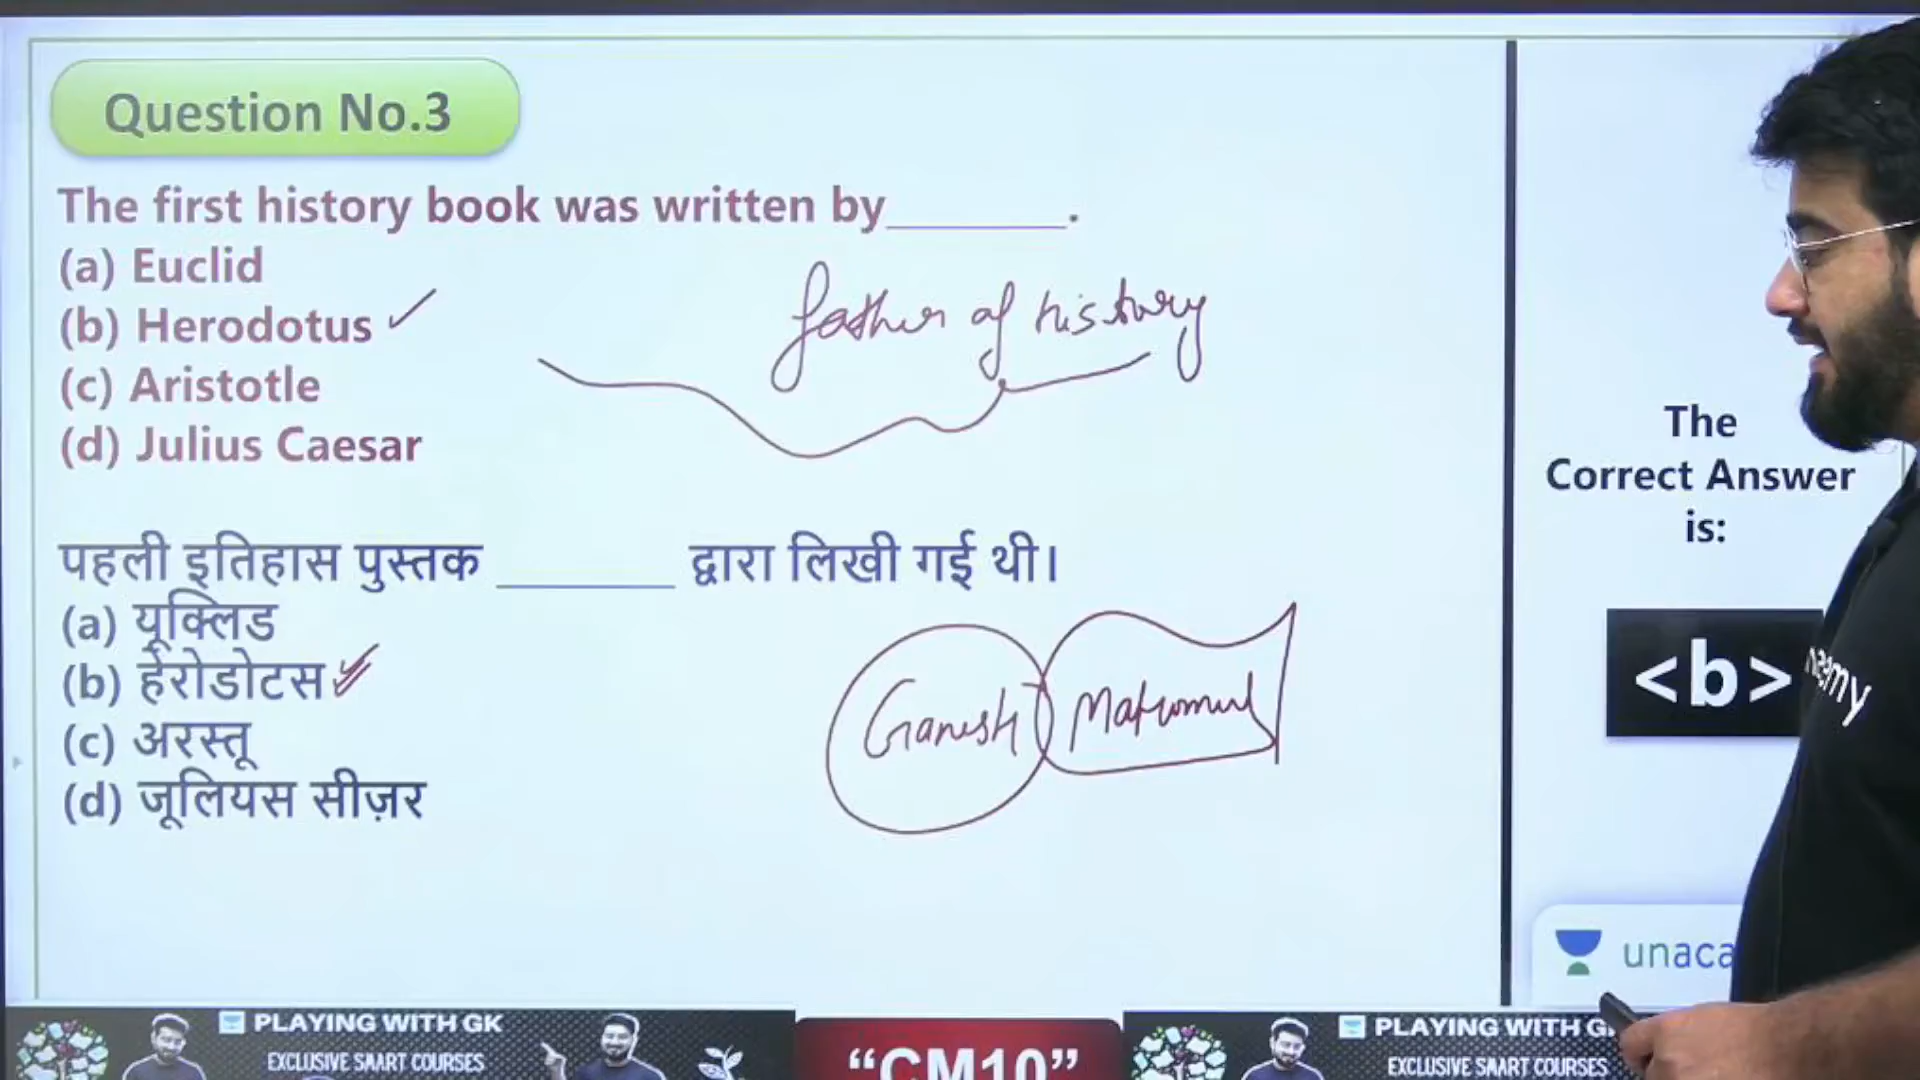 Question No.3
The first history book was written by_______.
(a) Euclid
(b) Herodotus
(c) Aristotle
(d) Julius Caesar
father of history
पहली इतिहास पुस्तक _______ द्वारा लिखी गई थी।
(a) यूक्लिड
(b) हेरोडोटस
(c) अरस्तू
(d) जूलियस सीज़र
Ganesh
The
Correct Answer
is:
<b>
unaca
PLAYING WITH GK
EXCLUSIVE SMART COURSES
"CM10"
PLAYING WITH G
EXCLUSIVE SMART COURSES